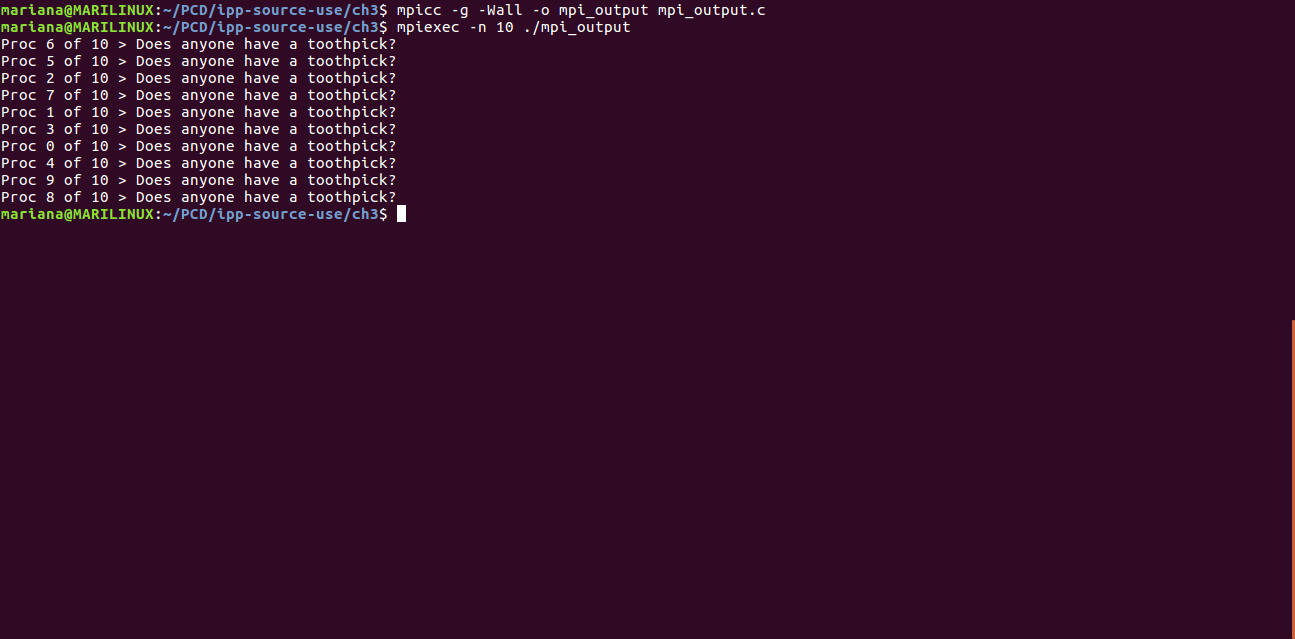 mariana@MARILINUX:~/PCD/ipp-source-use/ch3$ mpicc -g -Wall -o mpi_output mpi_output.c
mariana@MARILINUX:~/PCD/ipp-source-use/ch3$ mpiexec -n 10 ./mpi_output
Proc 6 of 10 > Does anyone have a toothpick?
Proc 5 of 10 > Does anyone have a toothpick?
Proc 2 of 10 > Does anyone have a toothpick?
Proc 7 of 10 > Does anyone have a toothpick?
Proc 1 of 10 > Does anyone have a toothpick?
Proc 3 of 10 > Does anyone have a toothpick?
Proc 0 of 10 > Does anyone have a toothpick?
Proc 4 of 10 > Does anyone have a toothpick?
Proc 9 of 10 > Does anyone have a toothpick?
Proc 8 of 10 > Does anyone have a toothpick?
mariana@MARILINUX:~/PCD/ipp-source-use/ch3$